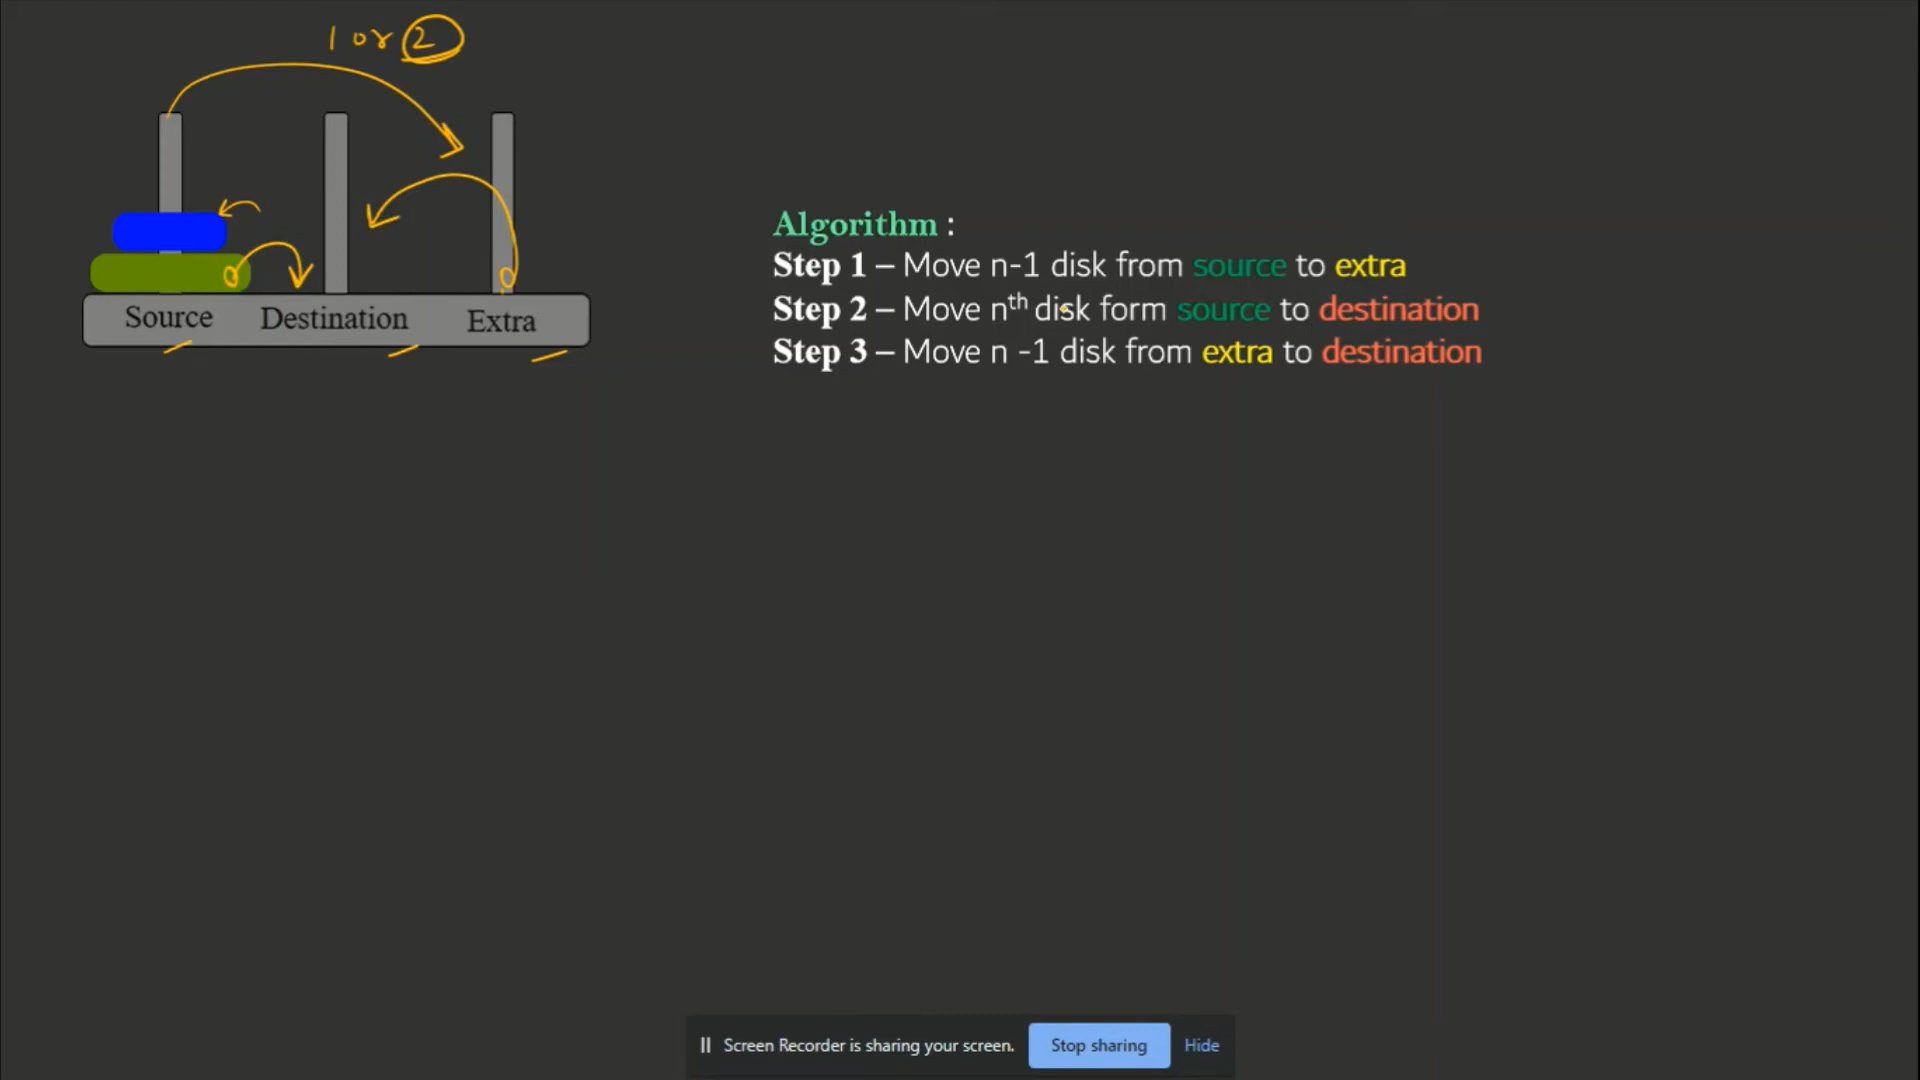 1 or 2
Source Destination Extra
Algorithm :
Step 1 – Move n-1 disk from source to extra
Step 2 – Move nth disk form source to destination
Step 3 – Move n -1 disk from extra to destination
Screen Recorder is sharing your screen. Stop sharing Hide